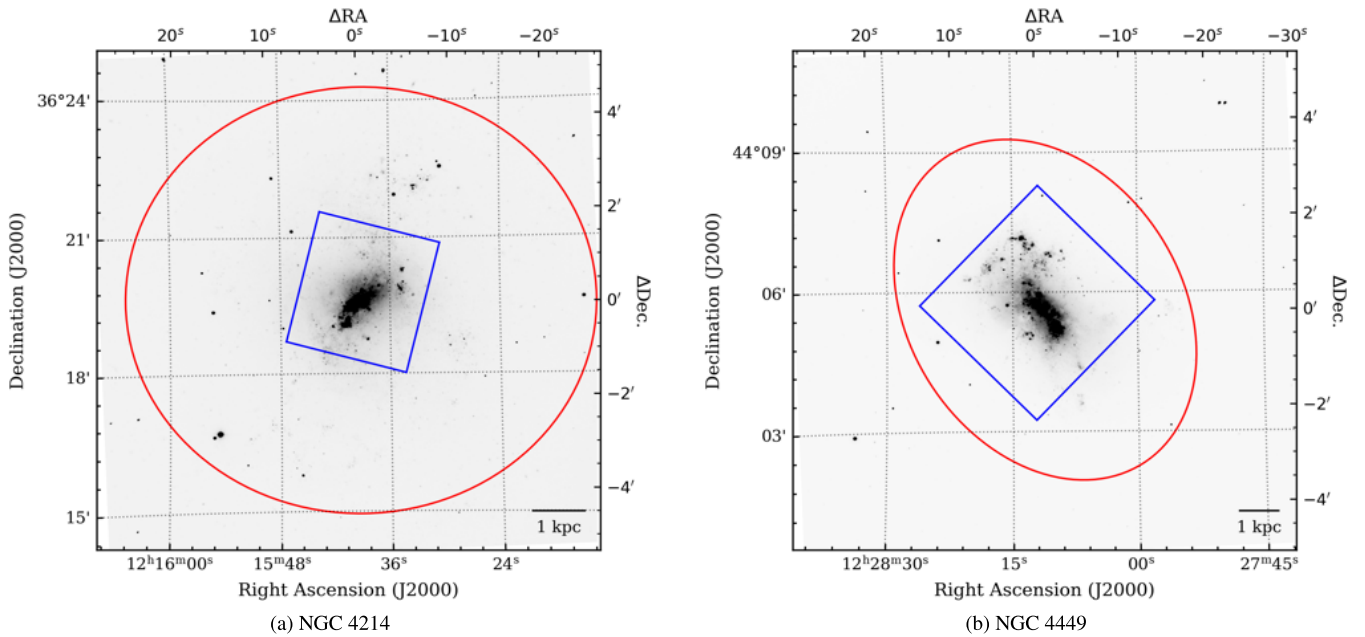 ΔRA
20ˢ 10ˢ 0ˢ −10ˢ −20ˢ
36°24'
21'
18'
15'
Declination (J2000)
4′
2′
0′
−2′
−4′
ΔDec.
1 kpc
12ʰ16ᵐ00ˢ 15ᵐ48ˢ 36ˢ 24ˢ
Right Ascension (J2000)
(a) NGC 4214
ΔRA
20ˢ 10ˢ 0ˢ −10ˢ −20ˢ −30ˢ
44°09'
06'
03'
Declination (J2000)
4′
2′
0′
−2′
−4′
ΔDec.
1 kpc
12ʰ28ᵐ30ˢ 15ˢ 00ˢ 27ᵐ45ˢ
Right Ascension (J2000)
(b) NGC 4449